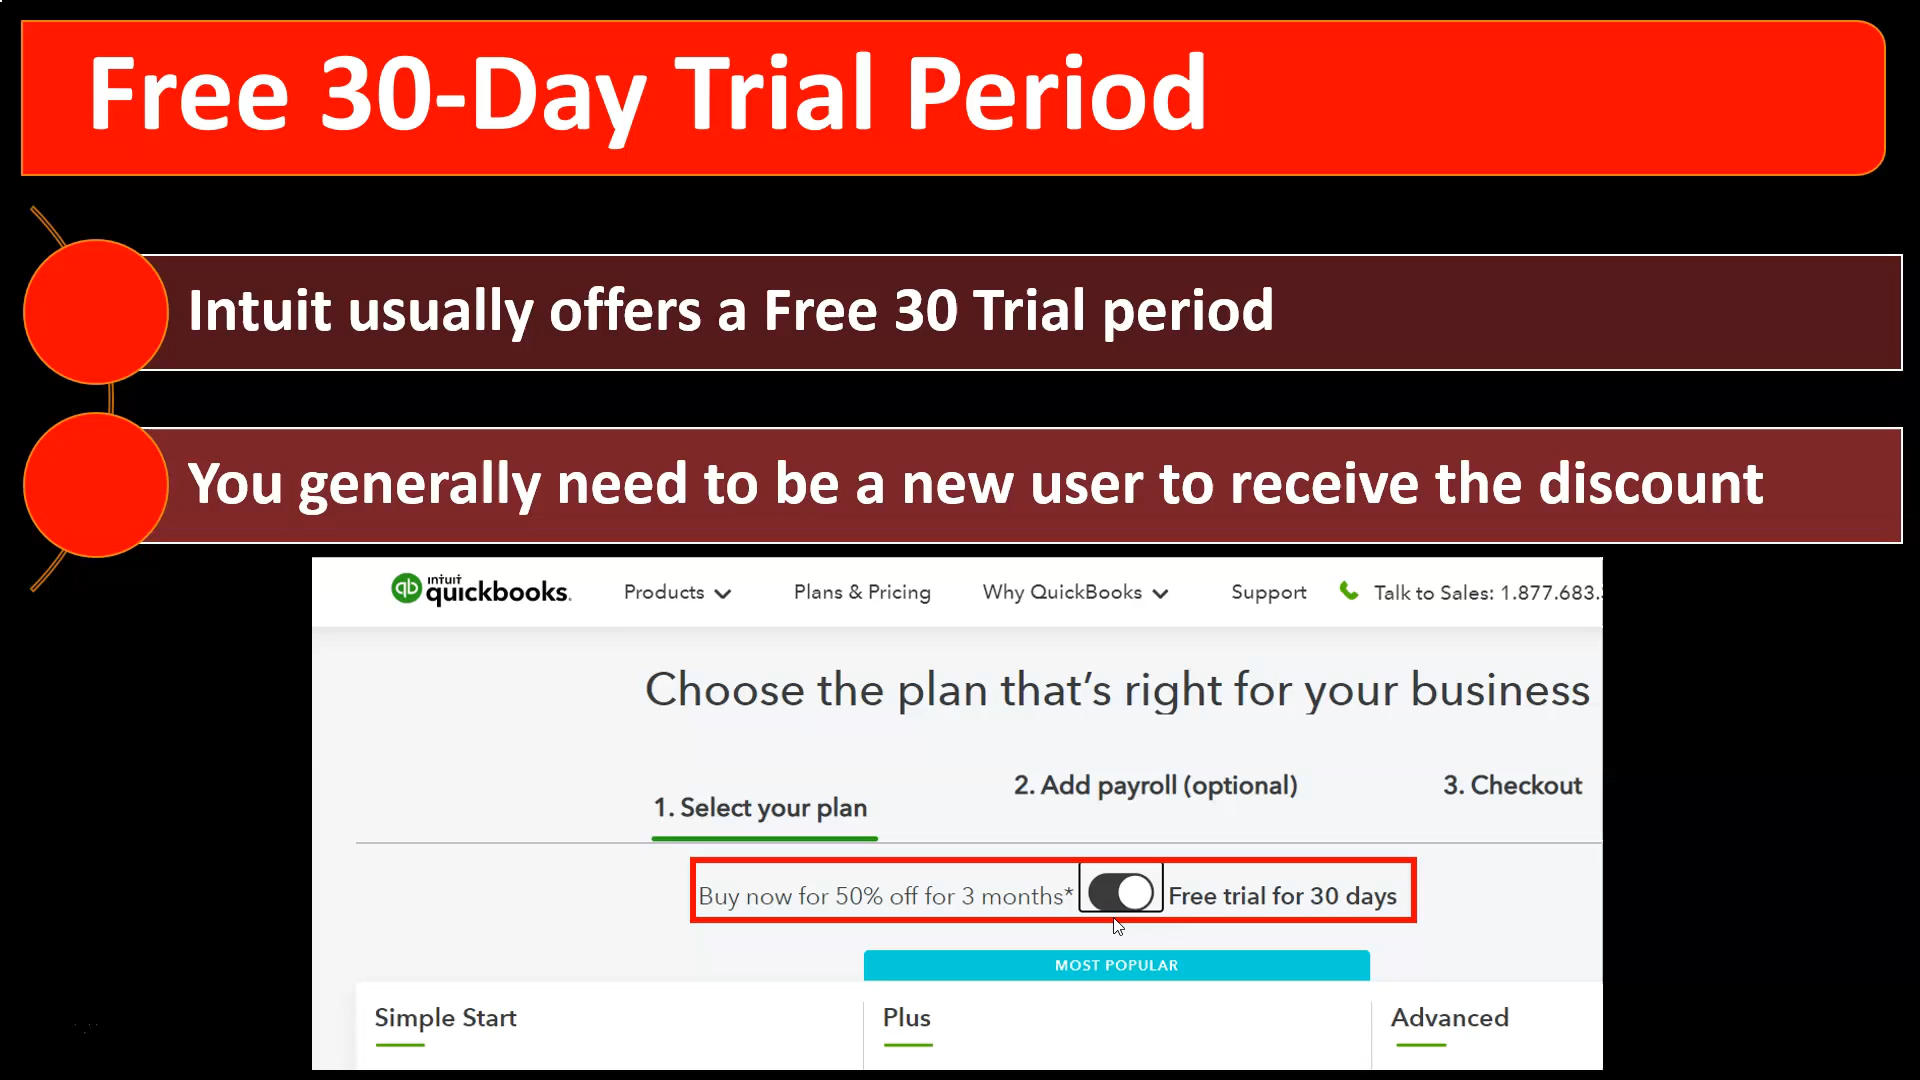 Free 30-Day Trial Period
Intuit usually offers a Free 30 Trial period
You generally need to be a new user to receive the discount
qb intuit quickbooks. Products Plans & Pricing Why QuickBooks Support Talk to Sales: 1.877.683.
Choose the plan that's right for your business
1. Select your plan 2. Add payroll (optional) 3. Checkout
Buy now for 50% off for 3 months* Free trial for 30 days
MOST POPULAR
Simple Start Plus Advanced